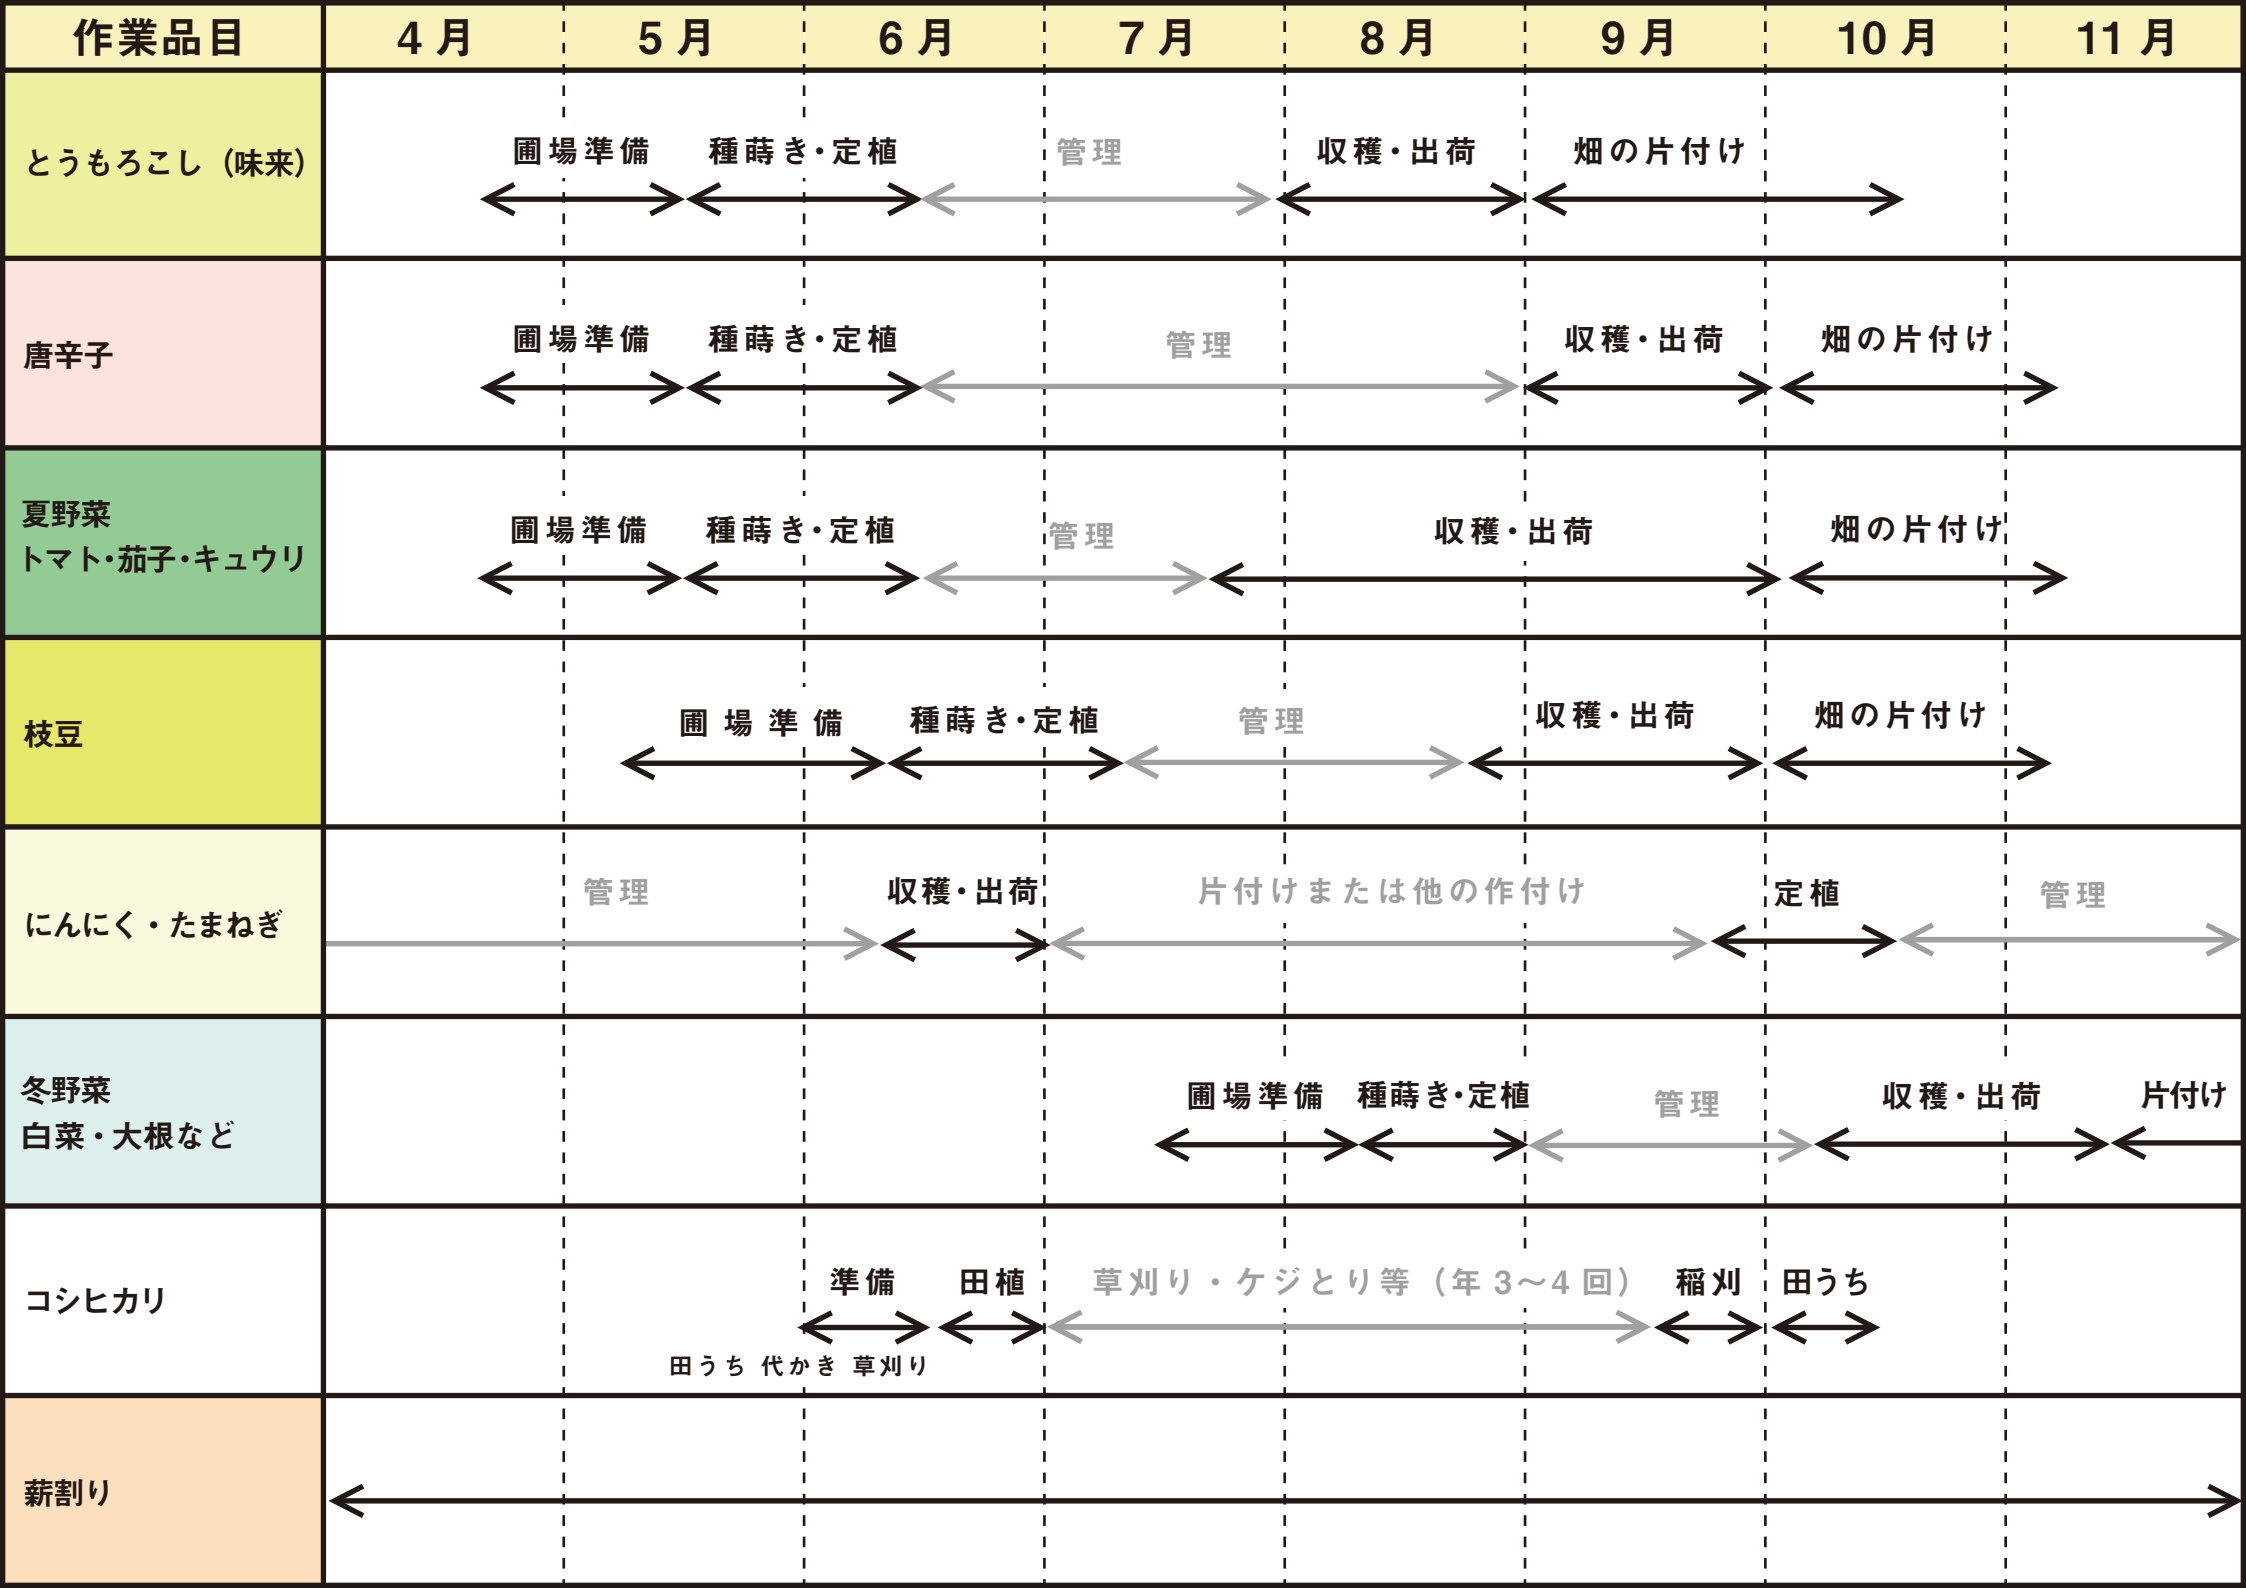 作業品目 4月 5月 6月 7月 8月 9月 10月 11月
とうもろこし（味来） 圃場準備 種蒔き・定植 管理 収穫・出荷 畑の片付け
唐辛子 圃場準備 種蒔き・定植 管理 収穫・出荷 畑の片付け
夏野菜
トマト・茄子・キュウリ 圃場準備 種蒔き・定植 管理 収穫・出荷 畑の片付け
枝豆 圃場準備 種蒔き・定植 管理 収穫・出荷 畑の片付け
にんにく・たまねぎ 管理 収穫・出荷 片付けまたは他の作付け 定植 管理
冬野菜
白菜・大根など 圃場準備 種蒔き・定植 管理 収穫・出荷 片付け
コシヒカリ 準備 田植 草刈り・ケジとり等（年3〜4回） 稲刈 田うち
田うち 代かき 草刈り
薪割り